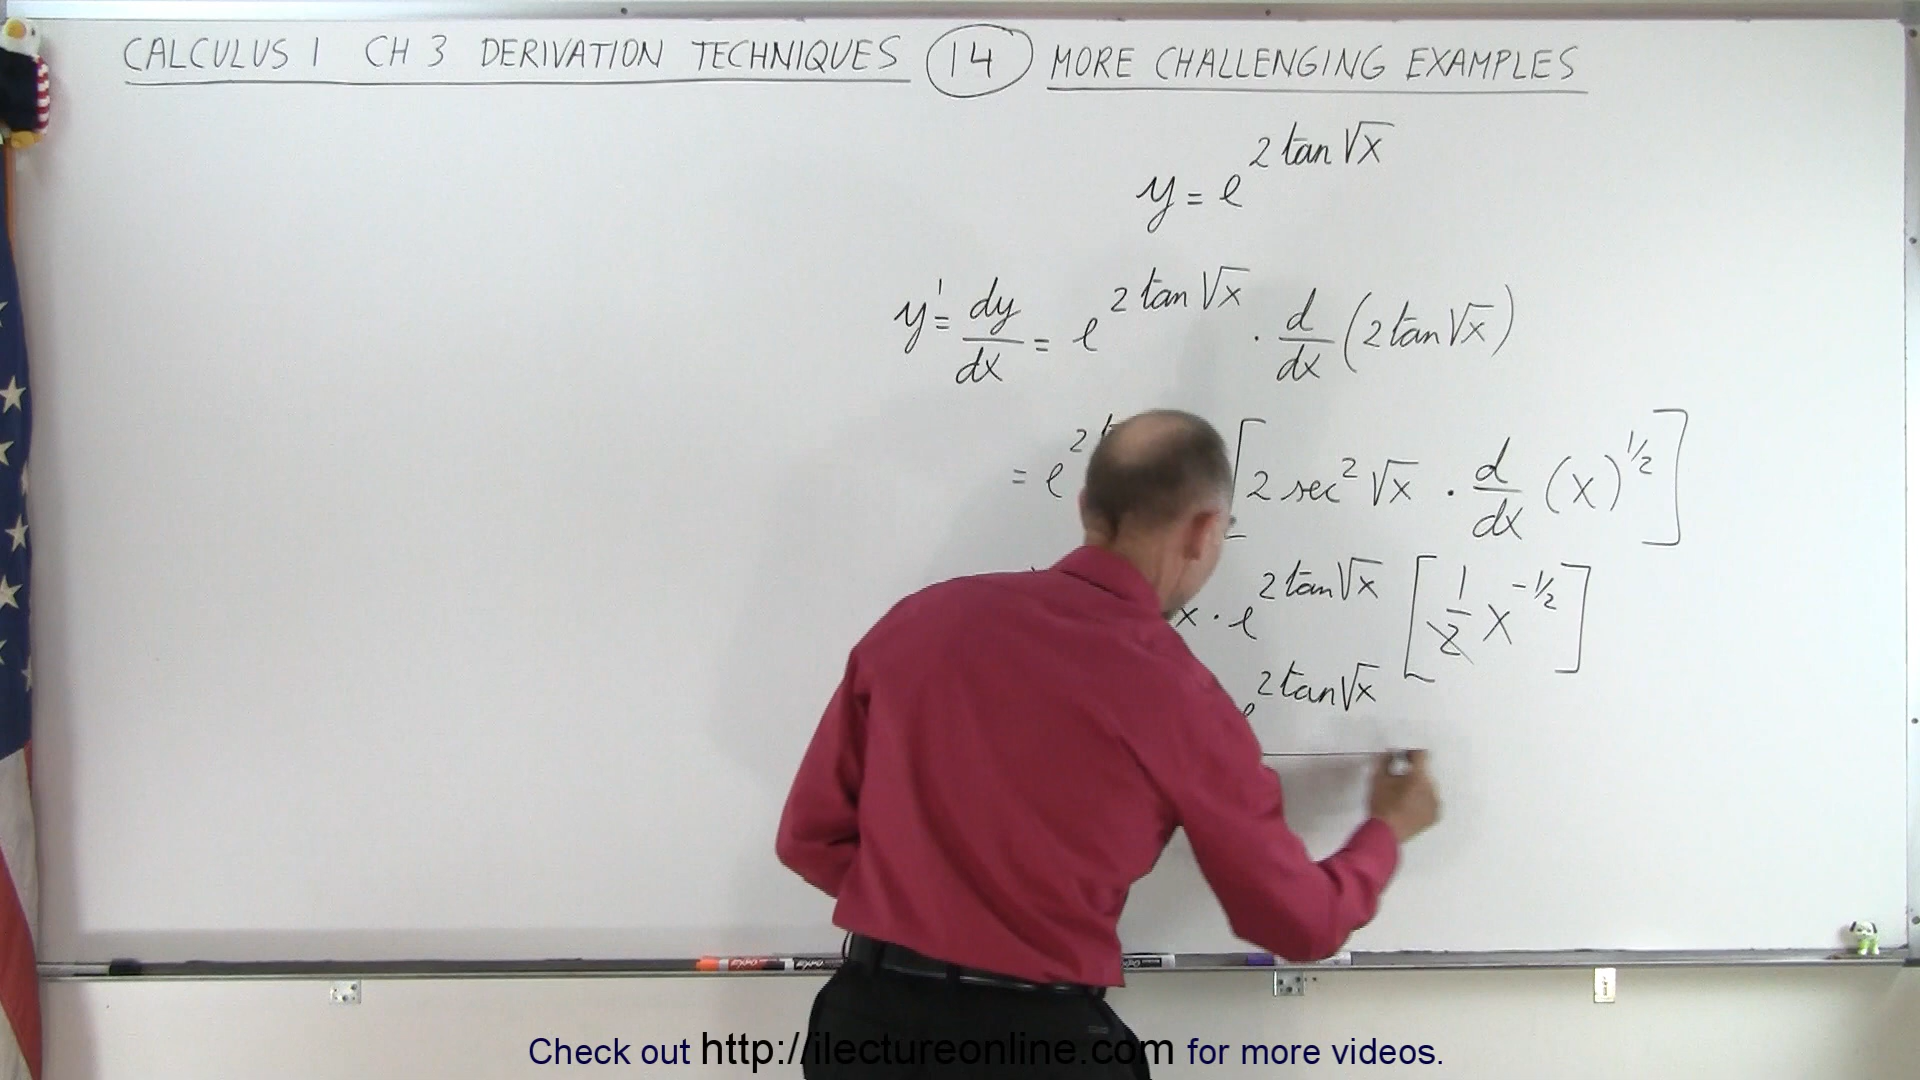 CALCULUS 1 CH 3 DERIVATION TECHNIQUES 14 MORE CHALLENGING EXAMPLES
y = e^{2 tan √x}
y' = dy/dx = e^{2 tan √x} · d/dx (2 tan √x)
= e^{2 [2 sec² √x · d/dx (x)^{1/2}]
x · e^{2 tan √x} [1/2 x^{-1/2}]
e^{2 tan √x}
Check out http://ilectureonline.com for more videos.